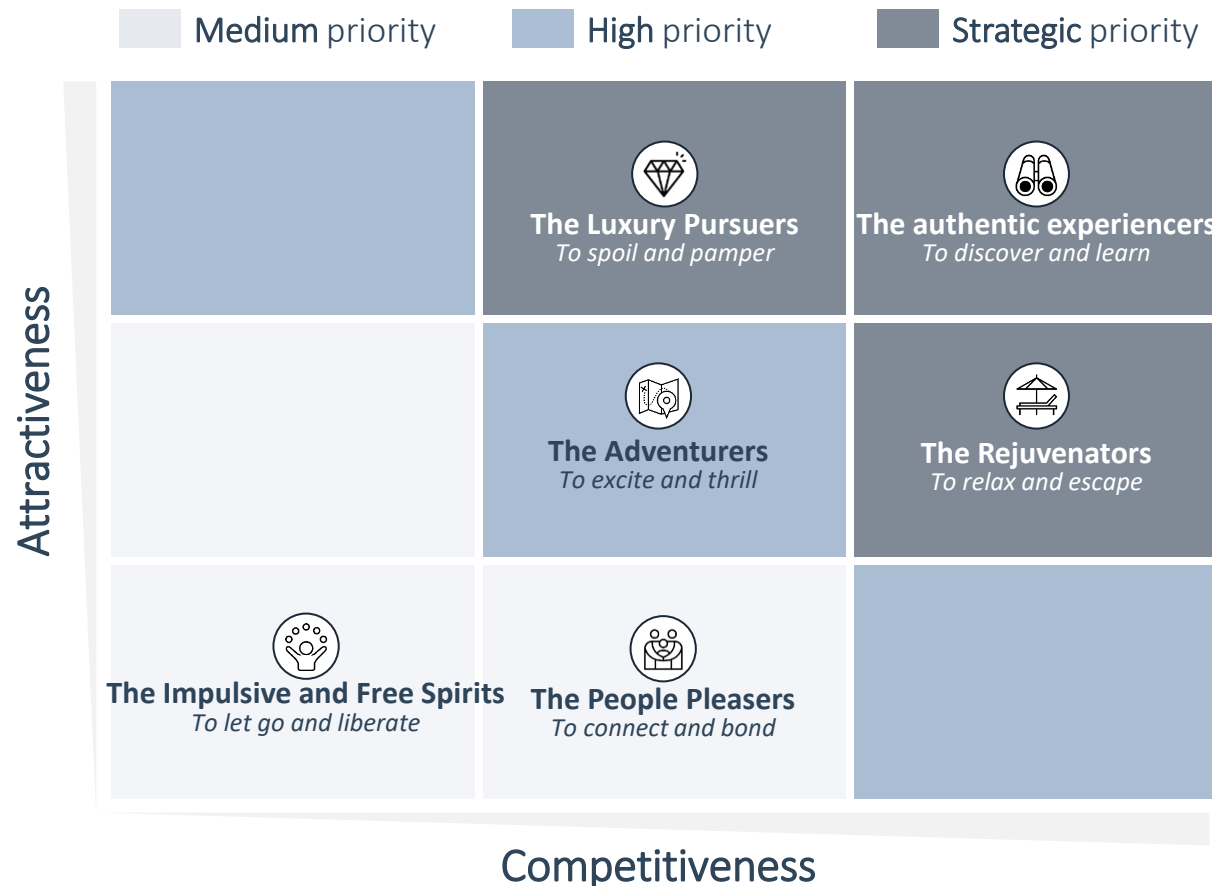 Medium priority
High priority
Strategic priority
Attractiveness
The Luxury Pursuers
To spoil and pamper
The authentic experiencers
To discover and learn
The Adventurers
To excite and thrill
The Rejuvenators
To relax and escape
The Impulsive and Free Spirits
To let go and liberate
The People Pleasers
To connect and bond
Competitiveness